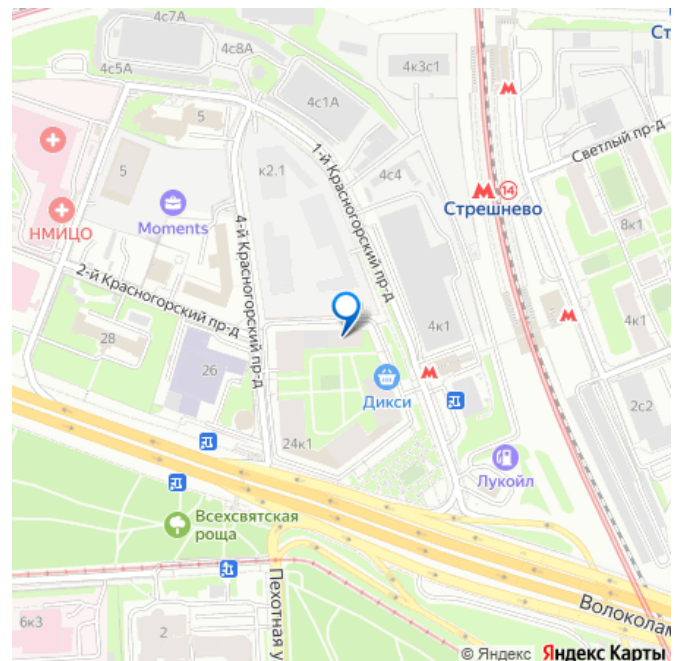 4с7А
4с8А
4с5А
4к3с1
Ст
4с1А
5
1-й Красногорский пр-д
Светлый пр-д
5
к2.1
4с4
14
Стрешнево
НМИЦО
Moments
4-й Красногорский пр-д
8к1
2-й Красногорский пр-д
28
4к1
4к1
26
Дикси
2с2
24к1
Лукойл
Всехсвятская
роща
Пехотная у
Волоколам
6к3
2
© Яндекс Яндекс Карты